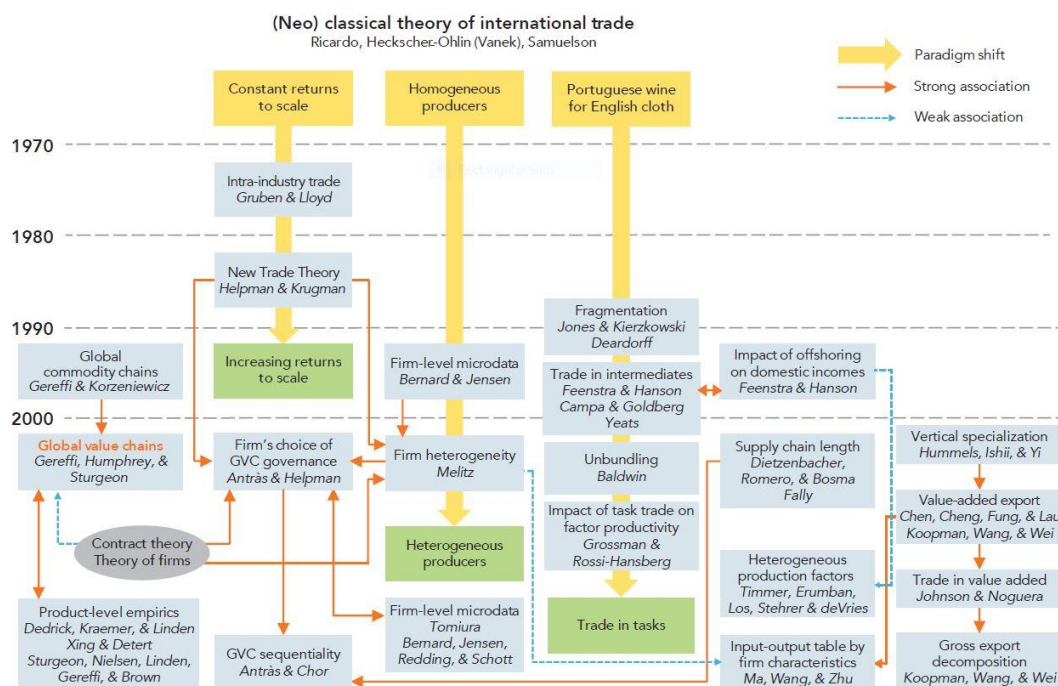 (Neo) classical theory of international trade
Ricardo, Heckscher-Ohlin (Vanek), Samuelson
Paradigm shift
Strong association
Weak association
Constant returns
to scale
Homogeneous
producers
Portuguese wine
for English cloth
1970
Rectangular Snip
Intra-industry trade
Gruben & Lloyd
1980
New Trade Theory
Helpman & Krugman
Fragmentation
Jones & Kierzkowski
Deardorff
1990
Global
commodity chains
Gereffi & Korzeniewicz
Increasing returns
to scale
Firm-level microdata
Bernard & Jensen
Trade in intermediates
Feenstra & Hanson
Campa & Goldberg
Yeats
Impact of offshoring
on domestic incomes
Feenstra & Hanson
2000
Global value chains
Gereffi, Humphrey, &
Sturgeon
Firm's choice of
GVC governance
Antràs & Helpman
Firm heterogeneity
Melitz
Unbundling
Baldwin
Supply chain length
Dietzenbacher,
Romero, & Bosma
Fally
Vertical specialization
Hummels, Ishii, & Yi
Impact of task trade on
factor productivity
Grossman &
Rossi-Hansberg
Value-added export
Chen, Cheng, Fung, & Lau
Koopman, Wang, & Wei
Contract theory
Theory of firms
Heterogeneous
producers
Heterogeneous
production factors
Timmer, Erumban,
Los, Stehrer & deVries
Trade in value added
Johnson & Noguera
Product-level empirics
Dedrick, Kraemer, & Linden
Xing & Detert
Sturgeon, Nielsen, Linden,
Gereffi, & Brown
GVC sequentiality
Antràs & Chor
Firm-level microdata
Tomiura
Bernard, Jensen,
Redding, & Schott
Trade in tasks
Input-output table by
firm characteristics
Ma, Wang, & Zhu
Gross export
decomposition
Koopman, Wang, & Wei